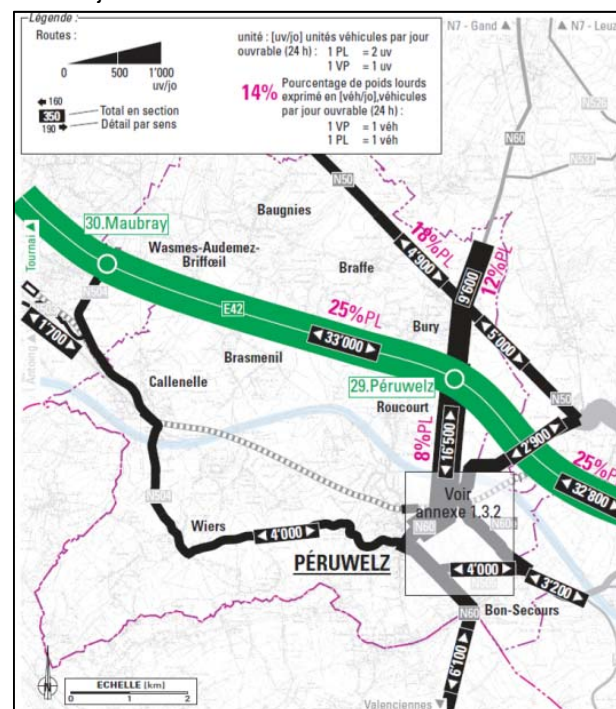 Légende :
Routes :
0 500 1'000
uv/jo
160
350
190
Total en section
Détail par sens
unité : [uv/jo] unités véhicules par jour
ouvrable (24 h) : 1 PL = 2 uv
1 VP = 1 uv
14% Pourcentage de poids lourds
exprimé en [véh/jo],véhicules
par jour ouvrable (24 h) :
1 VP = 1 véh
1 PL = 1 véh
N7 - Gand
N7 - Leuz
N526
N60
N527
N50
Baugnies
30.Maubray
Wasmes-Audemez-
Briffœil
Tournai
18%PL
4'900
12%PL
9'600
Braffe
25%PL
E42
33'000
Bury
5'000
1'700
Antoing
Brasmenil
Callenelle
29.Péruwelz
N50
Roucourt
8%PL
16'500
2'900
25%P
32'800
Voir
annexe 1.3.2
N504
Wiers
4'000
N60
N60
PÉRUWELZ
4'000
3'200
Bon-Secours
N60
6'100
N
ECHELLE (km)
0 1 2
Valenciennes